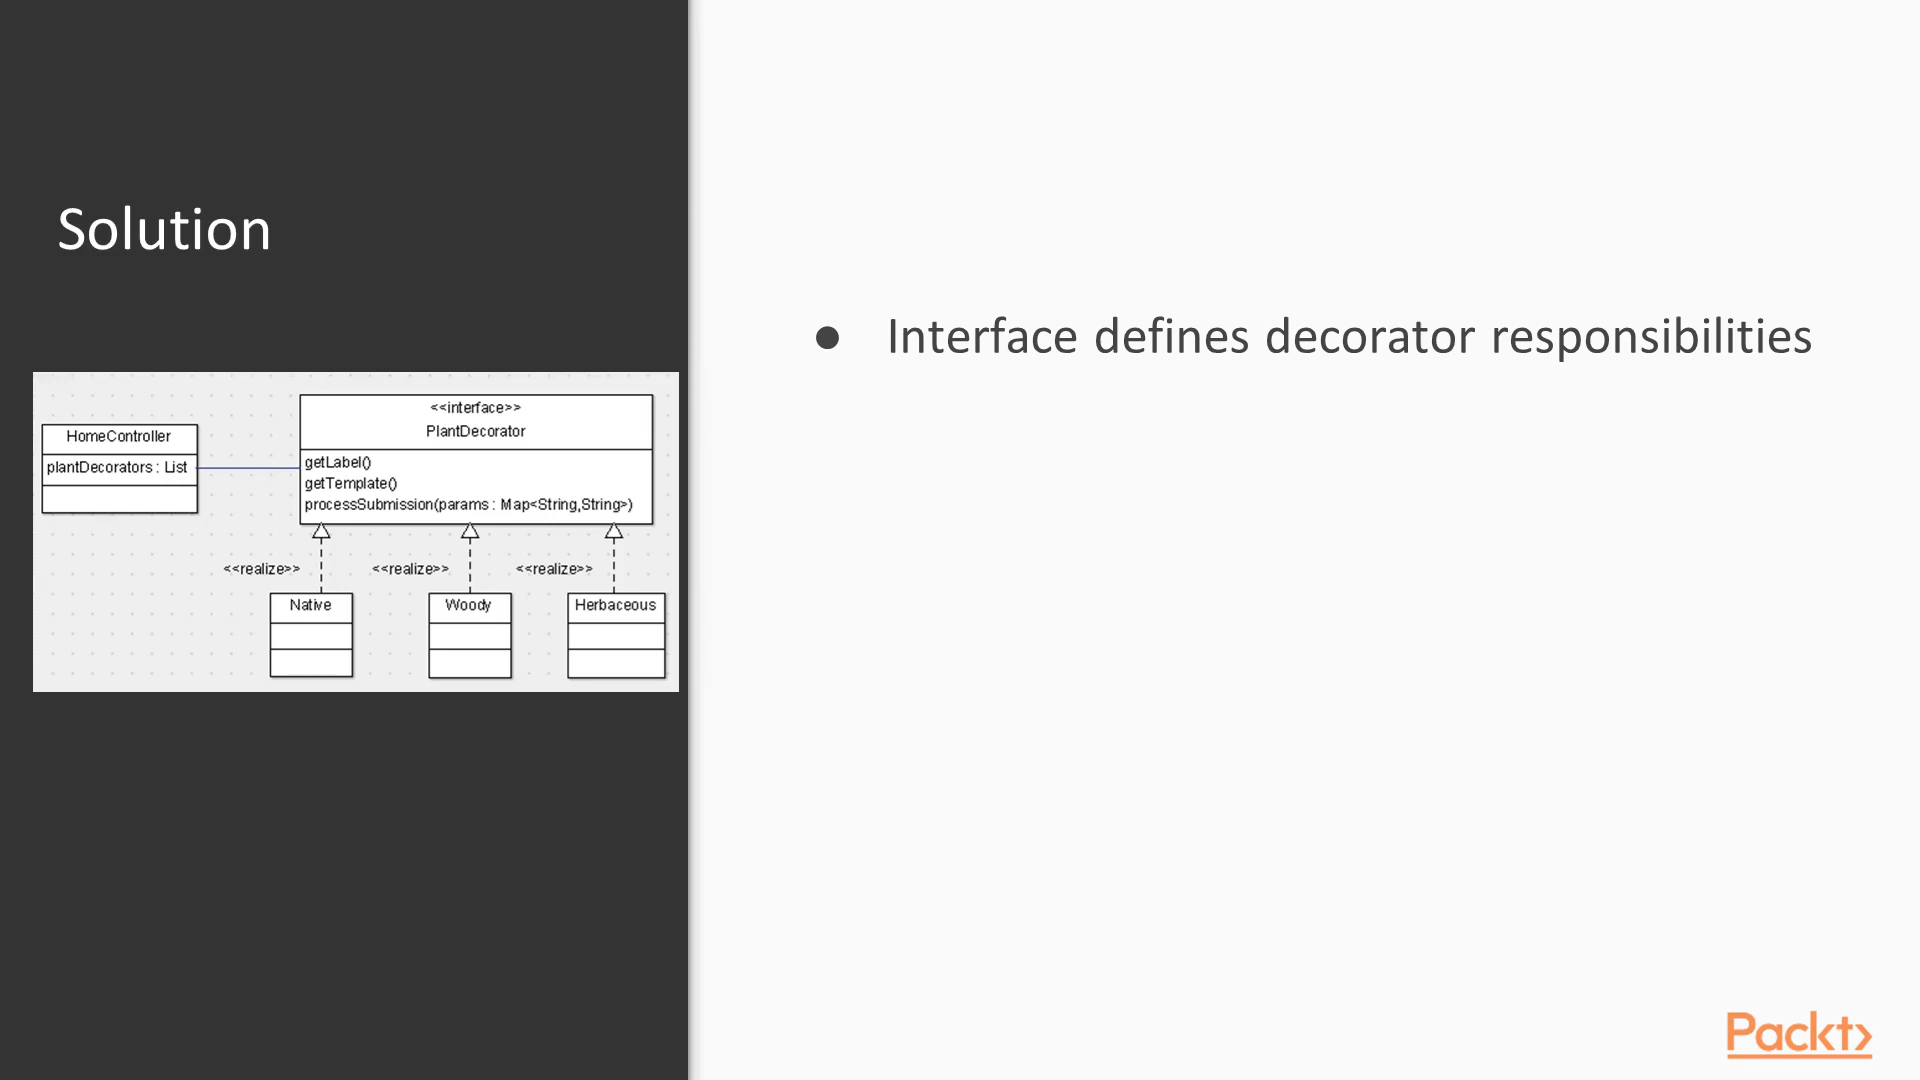 Solution
<<interface>>
PlantDecorator
HomeController
plantDecorators : List
getLabel()
getTemplate()
processSubmission(params : Map<String,String>)
<<realize>> <<realize>> <<realize>>
Native Woody Herbaceous
● Interface defines decorator responsibilities
Packt>